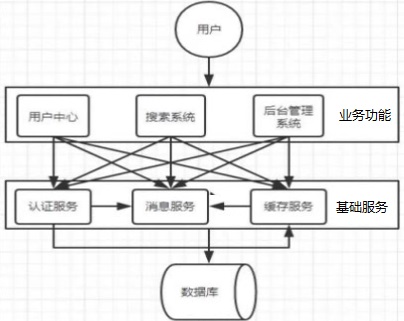 用户
用户中心
搜索系统
后台管理
系统
业务功能
认证服务
消息服务
缓存服务
基础服务
数据库